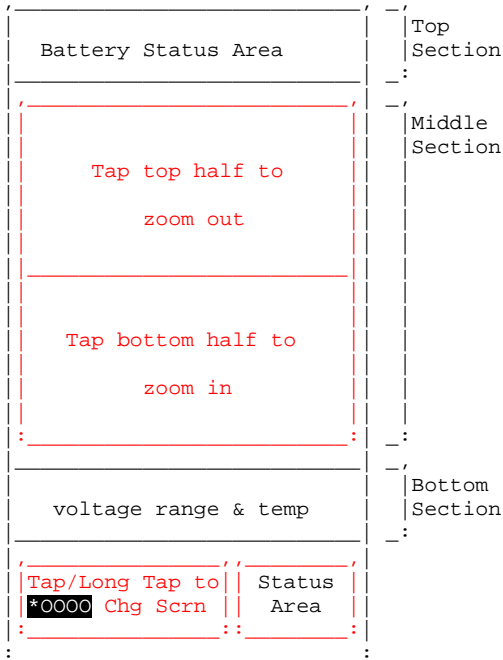 Battery Status Area
Top
Section
Middle
Section
Tap top half to
zoom out
Tap bottom half to
zoom in
voltage range & temp
Bottom
Section
Tap/Long Tap to
*OOOO Chg Scrn
Status
Area